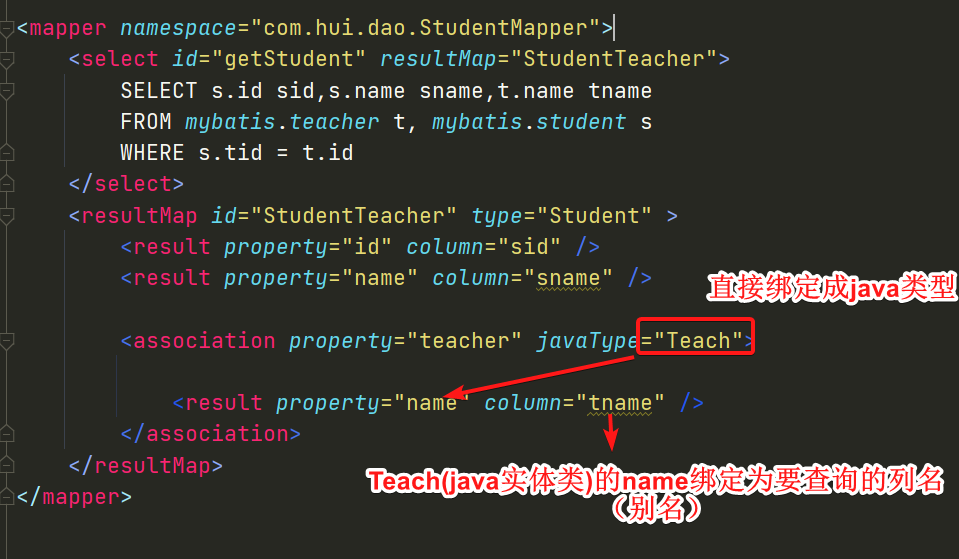 <mapper namespace="com.hui.dao.StudentMapper">
<select id="getStudent" resultMap="StudentTeacher">
SELECT s.id sid,s.name sname,t.name tname
FROM mybatis.teacher t, mybatis.student s
WHERE s.tid = t.id
</select>
<resultMap id="StudentTeacher" type="Student" >
<result property="id" column="sid" />
<result property="name" column="sname" />
直接绑定成java类型
<association property="teacher" javaType="Teach">
<result property="name" column="tname" />
</association>
</resultMap>
Teach(java实体类)的name绑定为要查询的列名
（别名）
</mapper>